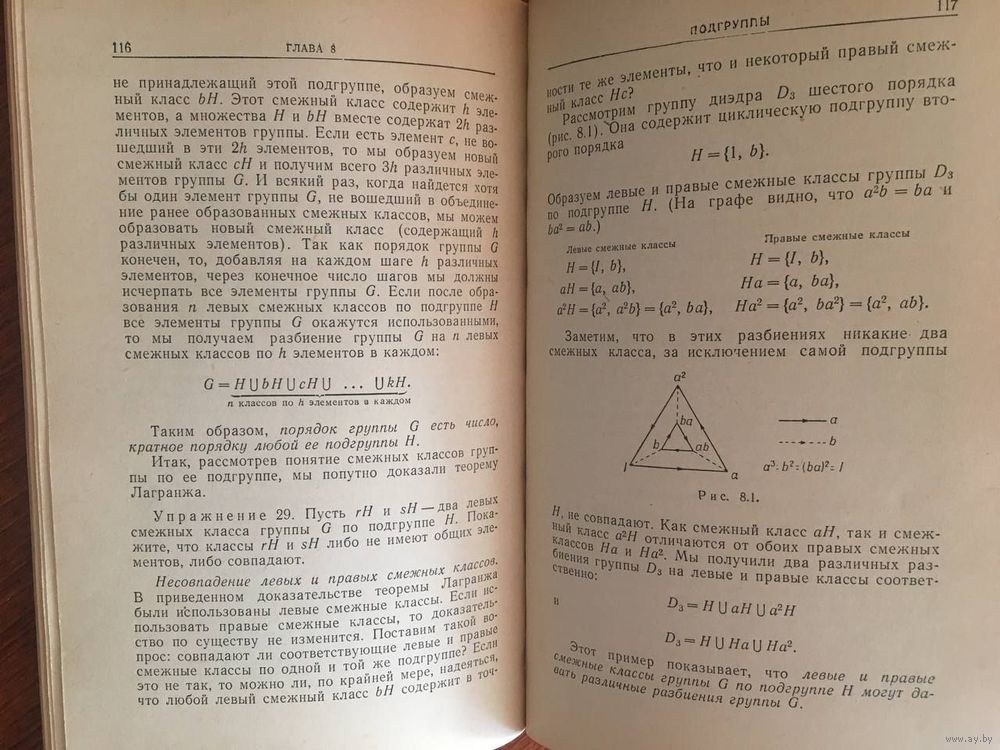 116
ГЛАВА 8
не принадлежащий этой подгруппе, образуем смеж-
ный класс bH. Этот смежный класс содержит h эле-
ментов, а множества H и bH вместе содержат 2h раз-
личных элементов группы. Если есть элемент c, не во-
шедший в эти 2h элементов, то мы образуем новый
смежный класс cH и получим всего 3h различных эле-
ментов группы G. И всякий раз, когда найдется хотя
бы один элемент группы G, не вошедший в объедине-
ние ранее образованных смежных классов, мы можем
образовать новый смежный класс (содержащий h
различных элементов). Так как порядок группы G
конечен, то, добавляя на каждом шаге h различных
элементов, через конечное число шагов мы должны
исчерпать все элементы группы G. Если после обра-
зования n левых смежных классов по подгруппе H
все элементы группы G окажутся использованными,
то мы получаем разбиение группы G на n левых
смежных классов по h элементов в каждом:
G = H ⋃ bH ⋃ cH ⋃ ... ⋃ kH.
n классов по h элементов в каждом
Таким образом, порядок группы G есть число,
кратное порядку любой ее подгруппы H.
Итак, рассмотрев понятие смежных классов груп-
пы по ее подгруппе, мы попутно доказали теорему
Лагранжа.
Упражнение 29. Пусть rH и sH — два левых
смежных класса группы G по подгруппе H. Пока-
жите, что классы rH и sH либо не имеют общих эле-
ментов, либо совпадают.
Несовпадение левых и правых смежных классов.
В приведенном доказательстве теоремы Лагранжа
были использованы левые смежные классы. Если ис-
пользовать правые смежные классы, то доказатель-
ство по существу не изменится. Поставим такой во-
прос: совпадают ли соответствующие левые и правые
смежные классы по одной и той же подгруппе? Если
это не так, то можно ли, по крайней мере, надеяться,
что любой левый смежный класс bH содержит в точ-
ПОДГРУППЫ
117
ности те же элементы, что и некоторый правый смеж-
ный класс Hc?
Рассмотрим группу диэдра D₃ шестого порядка
(рис. 8.1). Она содержит циклическую подгруппу вто-
рого порядка
H = {1, b}.
Образуем левые и правые смежные классы группы D₃
по подгруппе H. (На графе видно, что a²b = ba и
ba² = ab.)
Левые смежные классы
Правые смежные классы
H = {I, b},
H = {I, b},
aH = {a, ab},
Ha = {a, ba},
a²H = {a², a²b} = {a², ba},
Ha² = {a², ba²} = {a², ab}.
Заметим, что в этих разбиениях никакие два
смежных класса, за исключением самой подгруппы
a²
ba
b
ab
I
a
a
b
a³ = b² = (ba)² = I
Рис. 8.1.
H, не совпадают. Как смежный класс aH, так и смеж-
ный класс a²H отличаются от обоих правых смежных
классов Ha и Ha². Мы получили два различных раз-
биения группы D₃ на левые и правые классы соответ-
ственно:
D₃ = H ⋃ aH ⋃ a²H
и
D₃ = H ⋃ Ha ⋃ Ha².
Этот пример показывает, что левые и правые
смежные классы группы G по подгруппе H могут да-
вать различные разбиения группы G.
www.ay.by